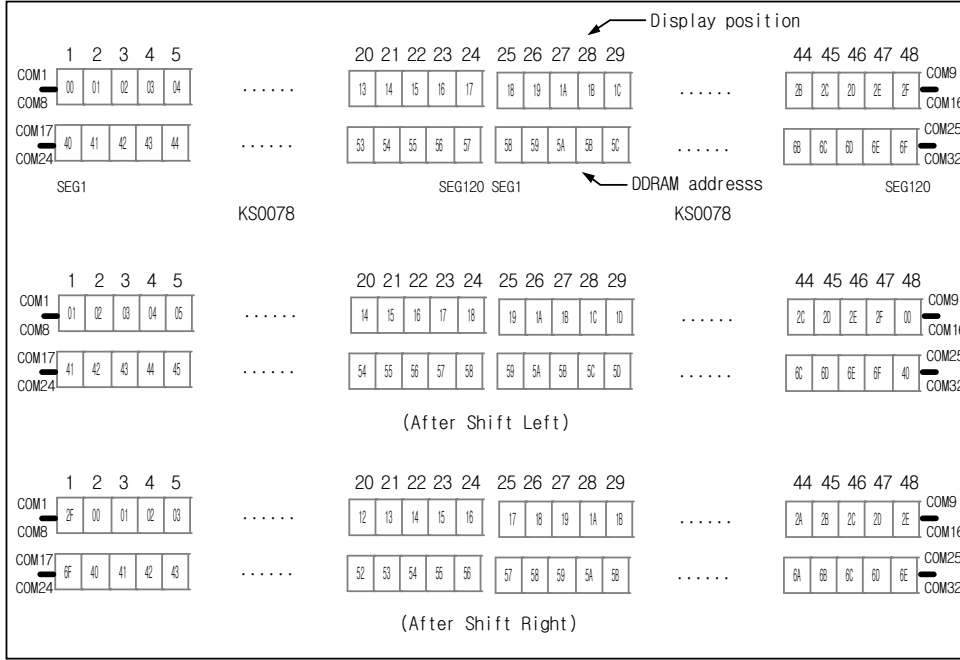 Display position
1 2 3 4 5 20 21 22 23 24 25 26 27 28 29 44 45 46 47 48
COM1 COM9
00 01 02 03 04 ...... 13 14 15 16 17 18 19 1A 1B 1C ...... 2B 2C 2D 2E 2F
COM8 COM16
COM17 COM25
40 41 42 43 44 ...... 53 54 55 56 57 58 59 5A 5B 5C ...... 6B 6C 6D 6E 6F
COM24 COM32
SEG1 SEG120 SEG1 DDRAM addresss SEG120
KS0078 KS0078
1 2 3 4 5 20 21 22 23 24 25 26 27 28 29 44 45 46 47 48
COM1 COM9
01 02 03 04 05 ...... 14 15 16 17 18 19 1A 1B 1C 1D ...... 2C 2D 2E 2F 00
COM8 COM16
COM17 COM25
41 42 43 44 45 ...... 54 55 56 57 58 59 5A 5B 5C 5D ...... 6C 6D 6E 6F 40
COM24 COM32
(After Shift Left)
1 2 3 4 5 20 21 22 23 24 25 26 27 28 29 44 45 46 47 48
COM1 COM9
2F 00 01 02 03 ...... 12 13 14 15 16 17 18 19 1A 1B ...... 2A 2B 2C 2D 2E
COM8 COM16
COM17 COM25
6F 40 41 42 43 ...... 52 53 54 55 56 57 58 59 5A 5B ...... 6A 6B 6C 6D 6E
COM24 COM32
(After Shift Right)